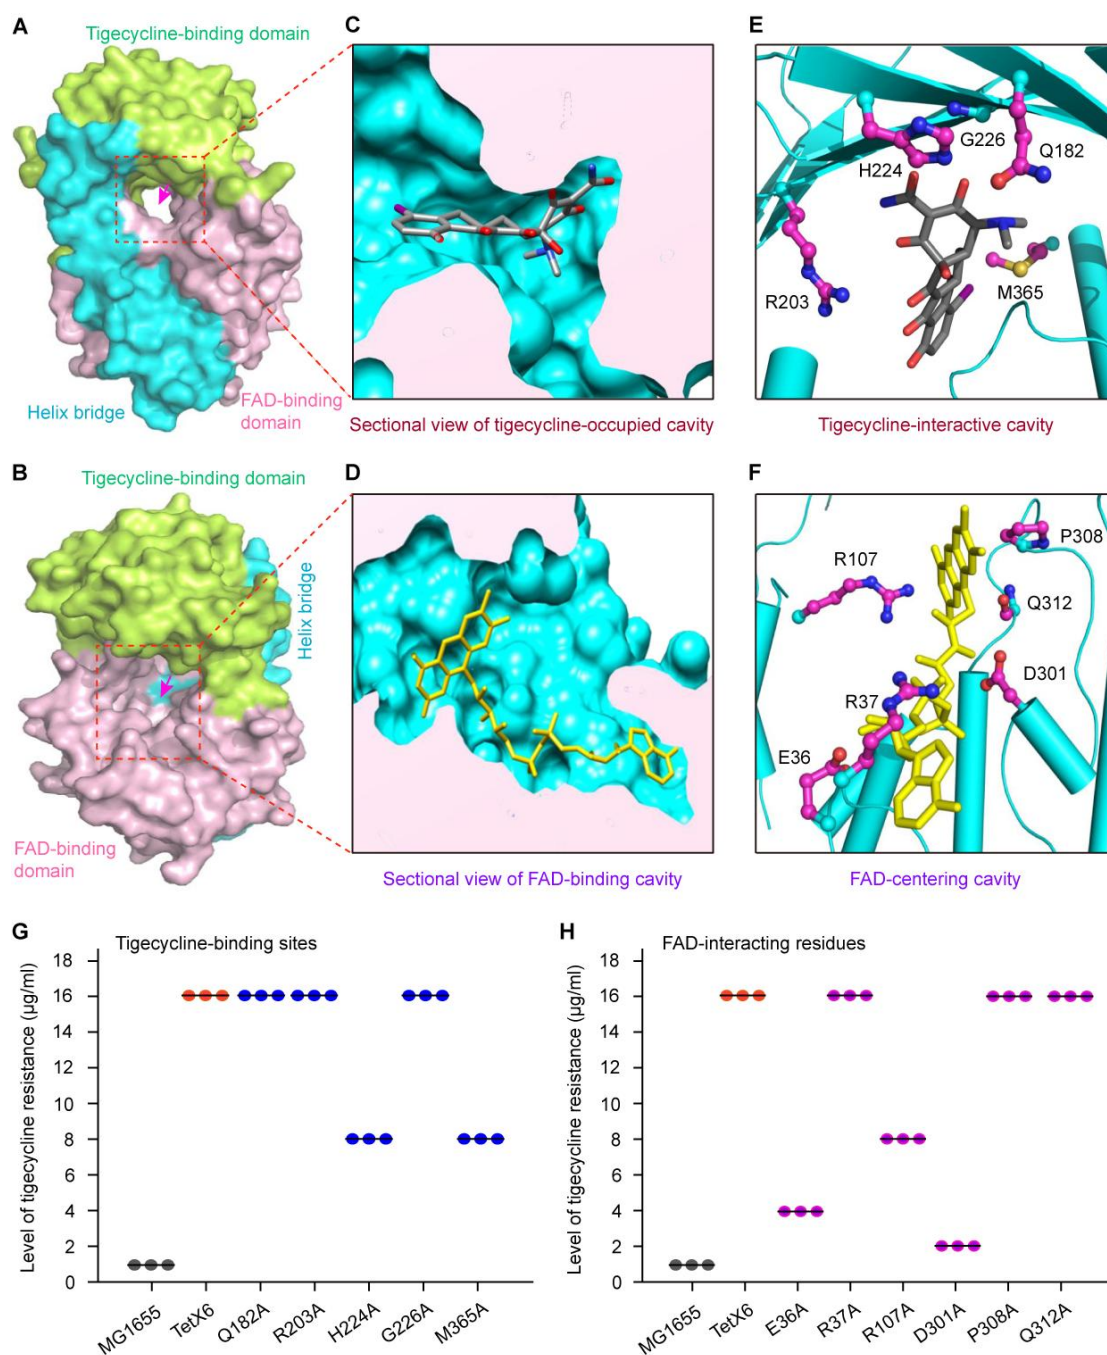 A
Tigecycline-binding domain
Helix bridge
FAD-binding
domain
C
Sectional view of tigecycline-occupied cavity
E
G226
Q182
H224
R203
M365
Tigecycline-interactive cavity
B
Tigecycline-binding domain
Helix bridge
FAD-binding
domain
D
Sectional view of FAD-binding cavity
F
P308
R107
Q312
D301
R37
E36
FAD-centering cavity
G
Tigecycline-binding sites
Level of tigecycline resistance (μg/ml)
18
16
14
12
10
8
6
4
2
0
MG1655
TetX6
Q182A
R203A
H224A
G226A
M365A
H
FAD-interacting residues
Level of tigecycline resistance (μg/ml)
18
16
14
12
10
8
6
4
2
0
MG1655
TetX6
E36A
R37A
R107A
D301A
P308A
Q312A